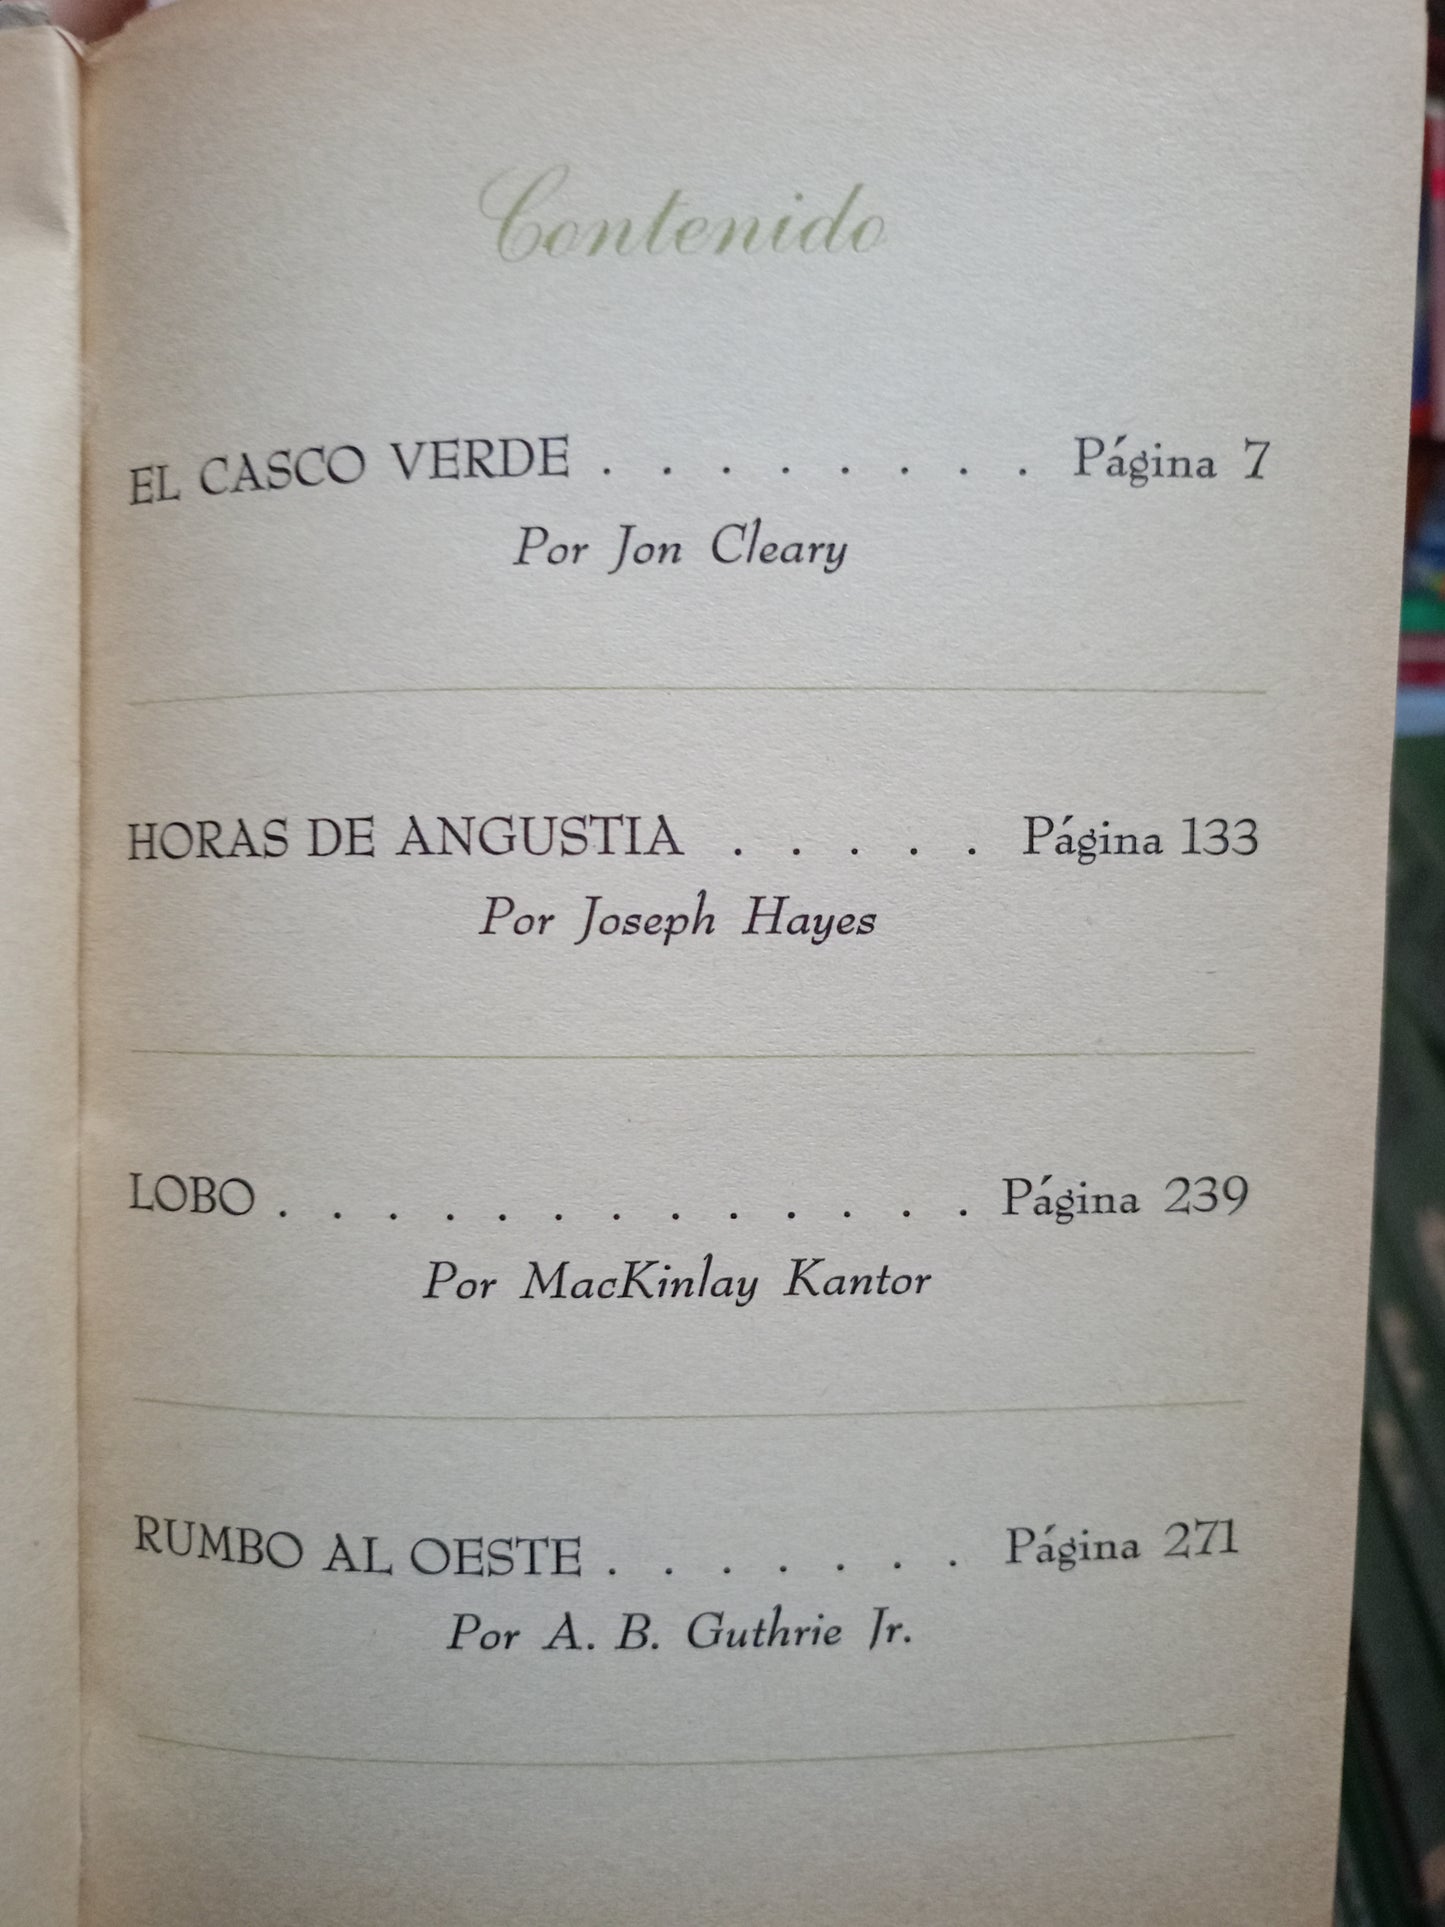 Contenido
EL CASCO VERDE . . . . . . . . Página 7
Por Jon Cleary
HORAS DE ANGUSTIA . . . . . Página 133
Por Joseph Hayes
LOBO . . . . . . . . . . . . . Página 239
Por MacKinlay Kantor
RUMBO AL OESTE . . . . . . . Página 271
Por A. B. Guthrie Jr.